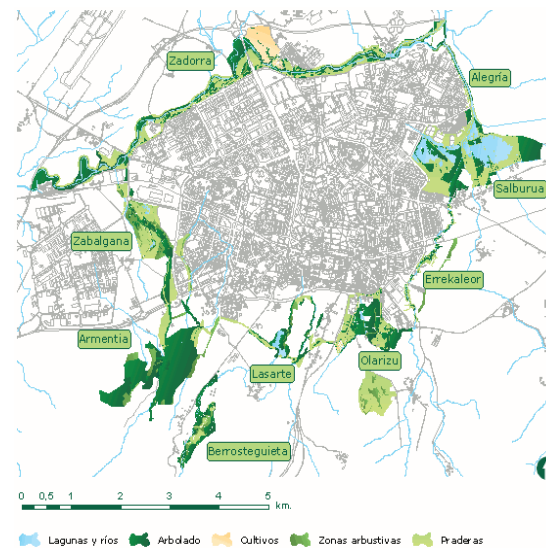 Zadorra
Alegría
Salburua
Zabalgana
Errekaleor
Armentia
Lasarte
Olarizu
Berrosteguieta
0 0,5 1 2 3 4 5
km.
Lagunas y ríos Arbolado Cultivos Zonas arbustivas Praderas